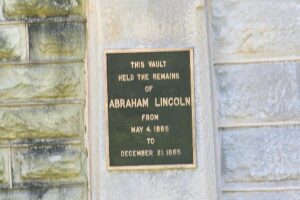 THIS VAULT
HELD THE REMAINS
OF
ABRAHAM LINCOLN
FROM
MAY 4, 1865
TO
DECEMBER 21, 1865